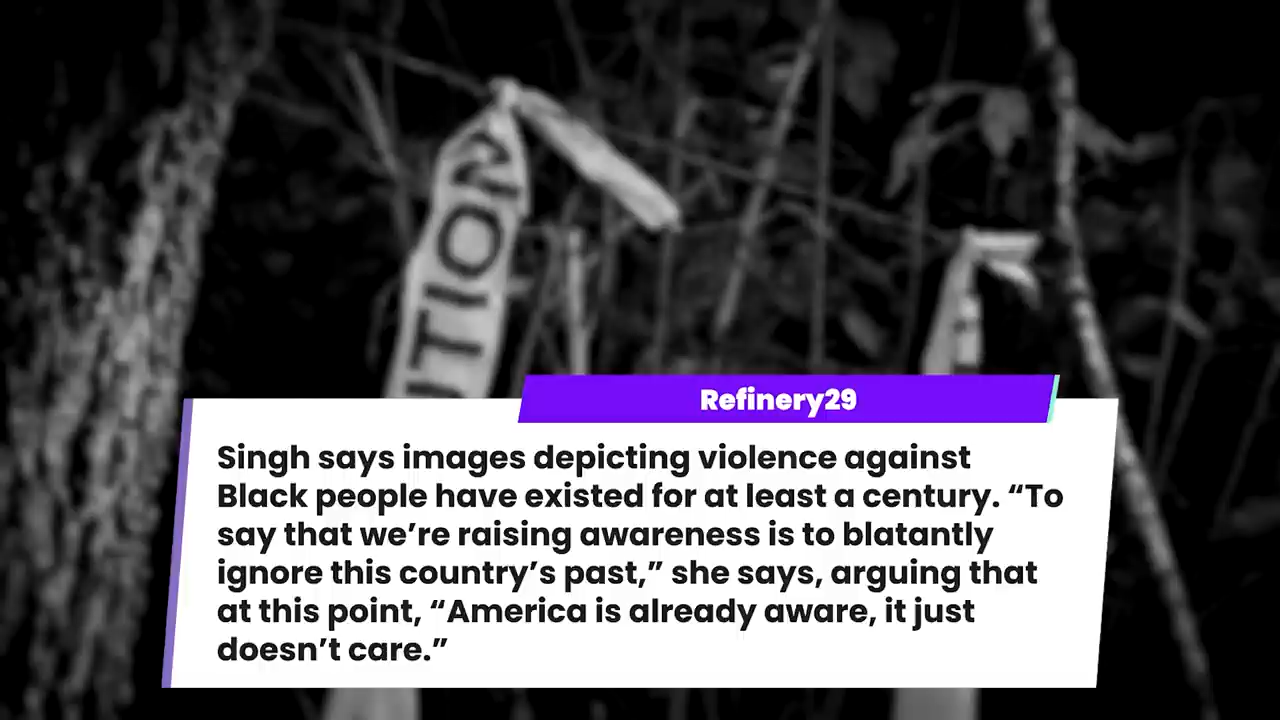 UTION
Refinery29
Singh says images depicting violence against
Black people have existed for at least a century. “To
say that we’re raising awareness is to blatantly
ignore this country’s past,” she says, arguing that
at this point, “America is already aware, it just
doesn’t care.”